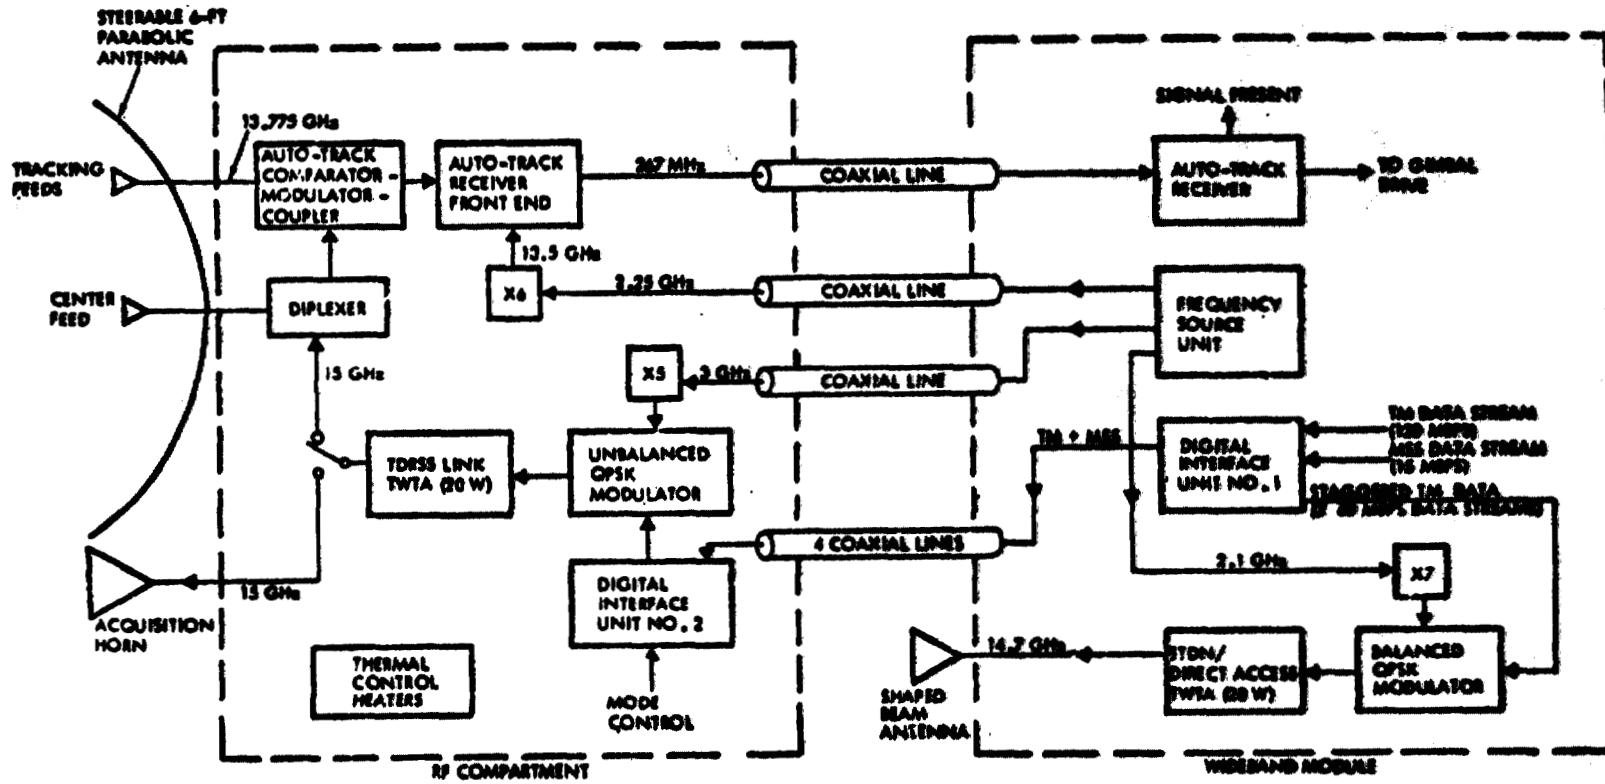 STEERABLE 6-FT
PARABOLIC
ANTENNA
13.775 GHz
TRACKING
FEEDS
AUTO-TRACK
COMPARATOR-
MODULATOR-
COUPLER
AUTO-TRACK
RECEIVER
FRONT END
267 MHz
COAXIAL LINE
SIGNAL PRESENT
AUTO-TRACK
RECEIVER
TO GIMBAL
DRIVE
13.5 GHz
X6
2.25 GHz
COAXIAL LINE
FREQUENCY
SOURCE
UNIT
CENTER
FEED
DIPLEXER
15 GHz
X5
3 GHz
COAXIAL LINE
TDRSS LINK
TWTA (20 W)
UNBALANCED
QPSK
MODULATOR
TM + MSS
DIGITAL
INTERFACE
UNIT NO. 1
TM DATA STREAM
(120 MBPS)
MSS DATA STREAM
(15 MBPS)
STAGGERED TM DATA
DATA STREAMS)
4 COAXIAL LINES
15 GHz
ACQUISITION
HORN
DIGITAL
INTERFACE
UNIT NO. 2
2.1 GHz
X7
THERMAL
CONTROL
HEATERS
MODE
CONTROL
14.7 GHz
SHAPED
BEAM
ANTENNA
STDN/
DIRECT ACCESS
TWTA (20 W)
BALANCED
QPSK
MODULATOR
RF COMPARTMENT
WIDEBAND MODULE